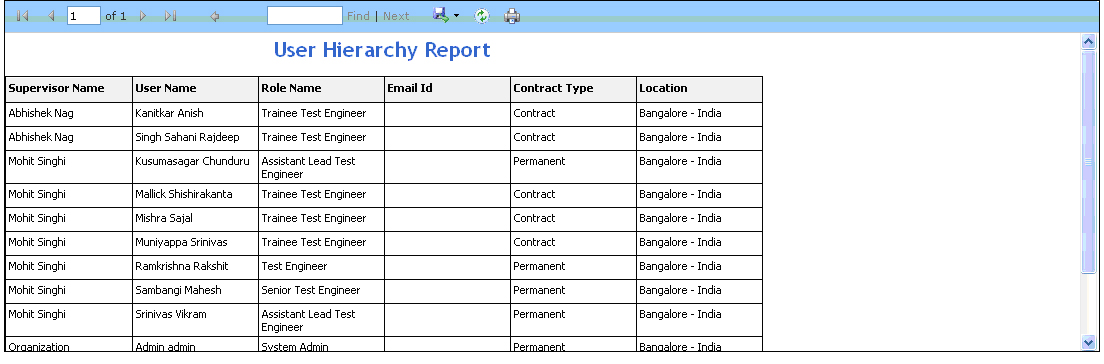 1 of 1 Find | Next
User Hierarchy Report
Supervisor Name User Name Role Name Email Id Contract Type Location
Abhishek Nag Kanitkar Anish Trainee Test Engineer Contract Bangalore - India
Abhishek Nag Singh Sahani Rajdeep Trainee Test Engineer Contract Bangalore - India
Mohit Singhi Kusumasagar Chunduru Assistant Lead Test Permanent Bangalore - India
Engineer
Mohit Singhi Mallick Shishirakanta Trainee Test Engineer Contract Bangalore - India
Mohit Singhi Mishra Sajal Trainee Test Engineer Contract Bangalore - India
Mohit Singhi Muniyappa Srinivas Trainee Test Engineer Contract Bangalore - India
Mohit Singhi Ramkrishna Rakshit Test Engineer Permanent Bangalore - India
Mohit Singhi Sambangi Mahesh Senior Test Engineer Permanent Bangalore - India
Mohit Singhi Srinivas Vikram Assistant Lead Test Permanent Bangalore - India
Engineer
Organization Admin admin System Admin Permanent Bangalore - India